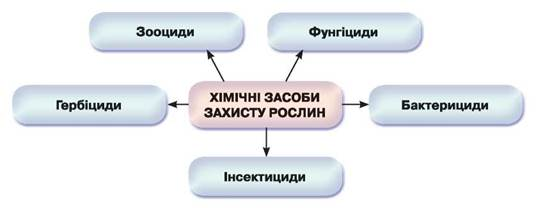 Зооциди
Фунгіциди
Гербіциди
ХІМІЧНІ ЗАСОБИ
ЗАХИСТУ РОСЛИН
Бактерициди
Інсектициди